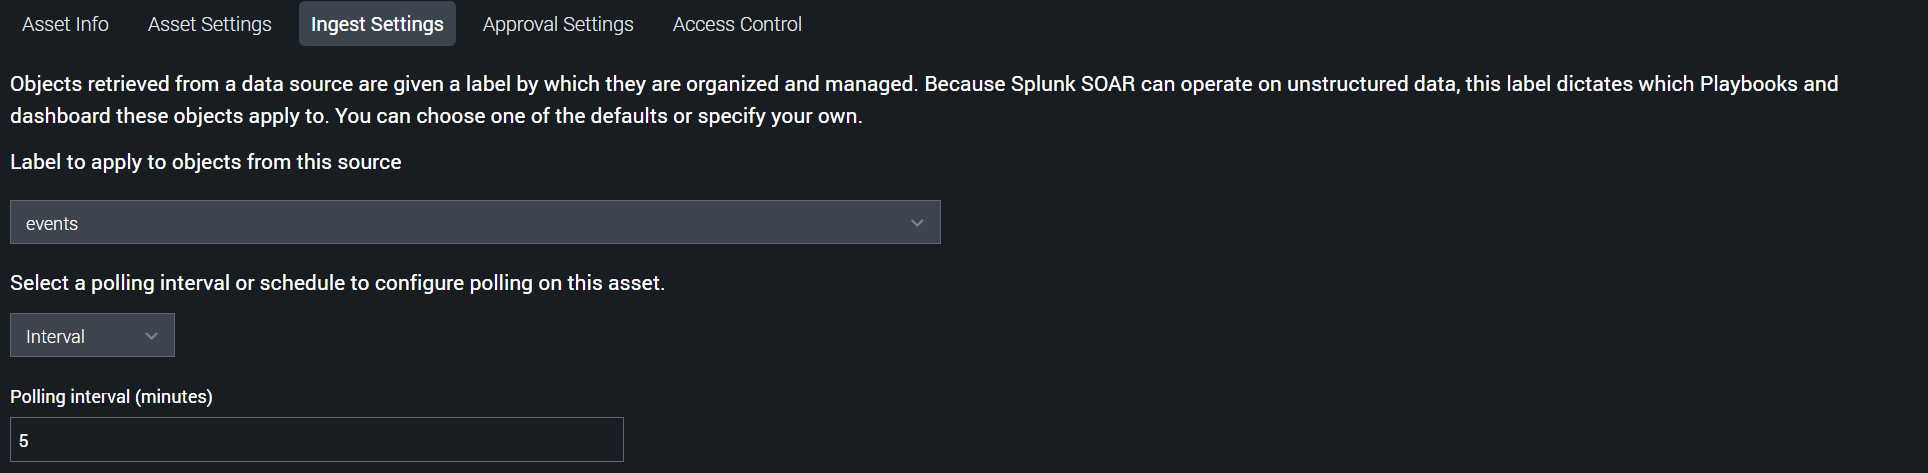 Asset Info Asset Settings Ingest Settings Approval Settings Access Control
Objects retrieved from a data source are given a label by which they are organized and managed. Because Splunk SOAR can operate on unstructured data, this label dictates which Playbooks and
dashboard these objects apply to. You can choose one of the defaults or specify your own.
Label to apply to objects from this source
events
Select a polling interval or schedule to configure polling on this asset.
Interval
Polling interval (minutes)
5